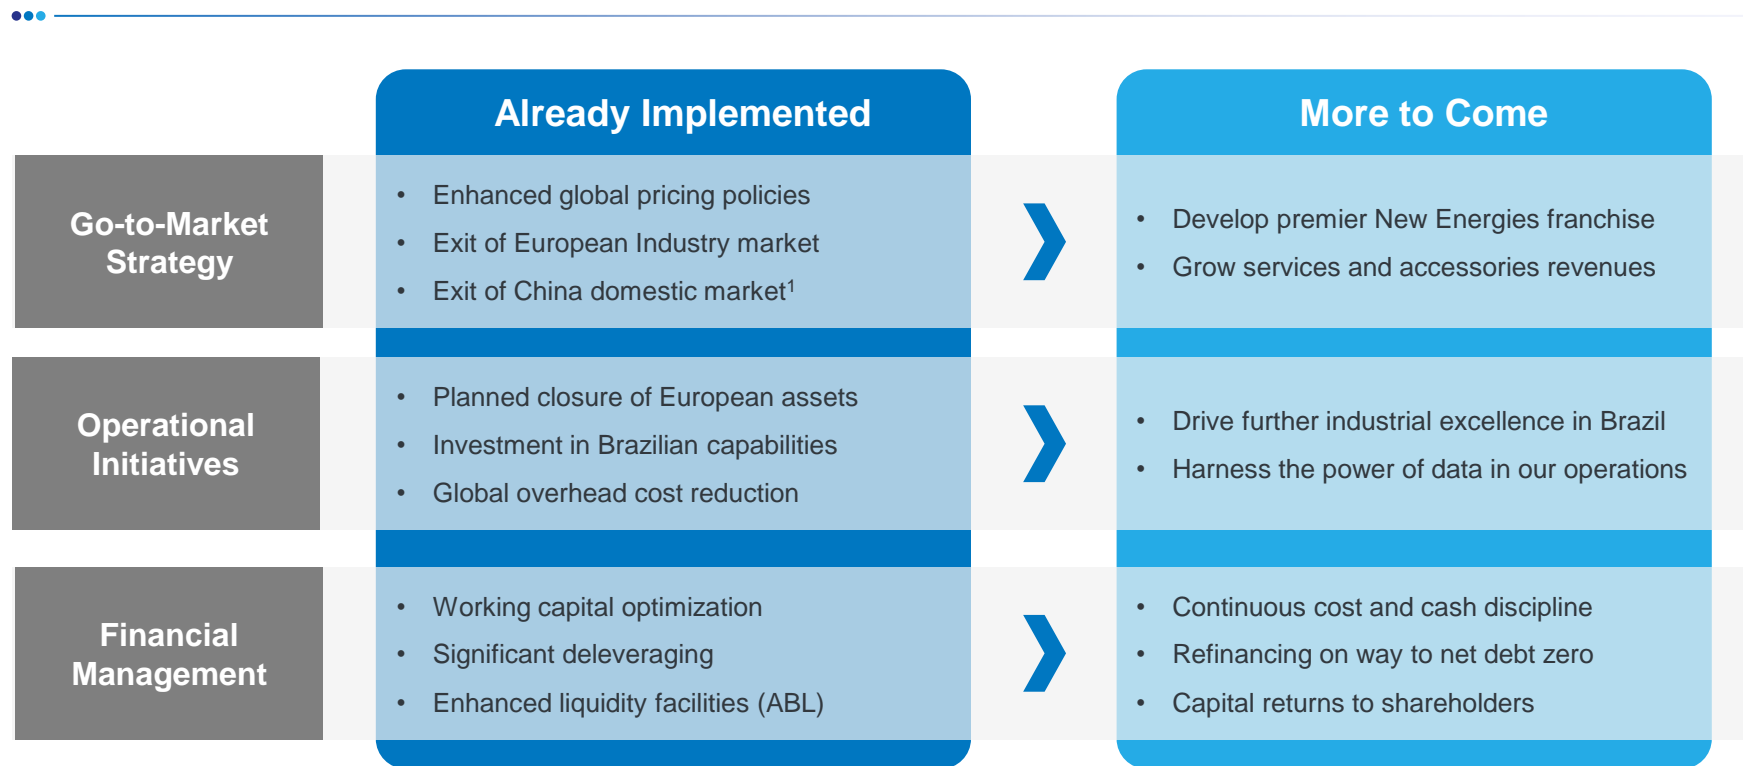 Already Implemented
More to Come
Go-to-Market
Strategy
• Enhanced global pricing policies
• Exit of European Industry market
• Exit of China domestic market¹
• Develop premier New Energies franchise
• Grow services and accessories revenues
Operational
Initiatives
• Planned closure of European assets
• Investment in Brazilian capabilities
• Global overhead cost reduction
• Drive further industrial excellence in Brazil
• Harness the power of data in our operations
Financial
Management
• Working capital optimization
• Significant deleveraging
• Enhanced liquidity facilities (ABL)
• Continuous cost and cash discipline
• Refinancing on way to net debt zero
• Capital returns to shareholders